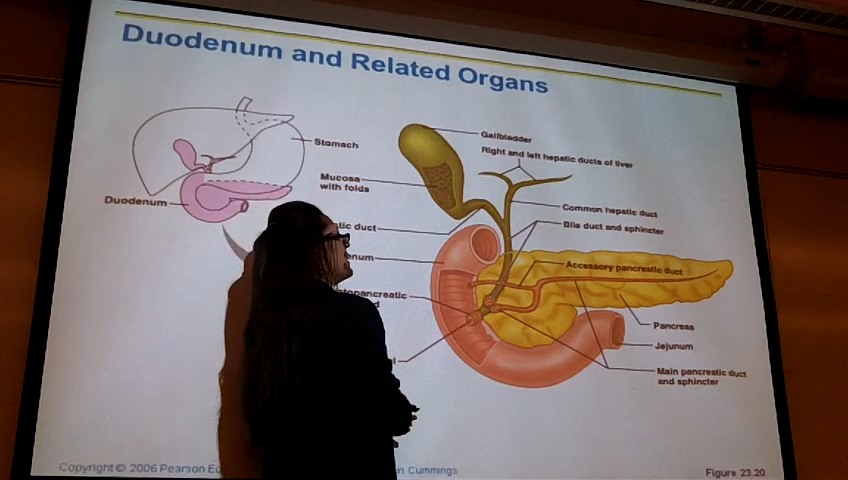 Duodenum and Related Organs
Stomach
Duodenum
Gallbladder
Right and left hepatic ducts of liver
Mucosa
with folds
Common hepatic duct
Bile duct and sphincter
duct
Accessory pancreatic duct
Pancreas
Jejunum
Main pancreatic duct
and sphincter
Copyright © 2006 Pearson
Cummings
Figure 23.20